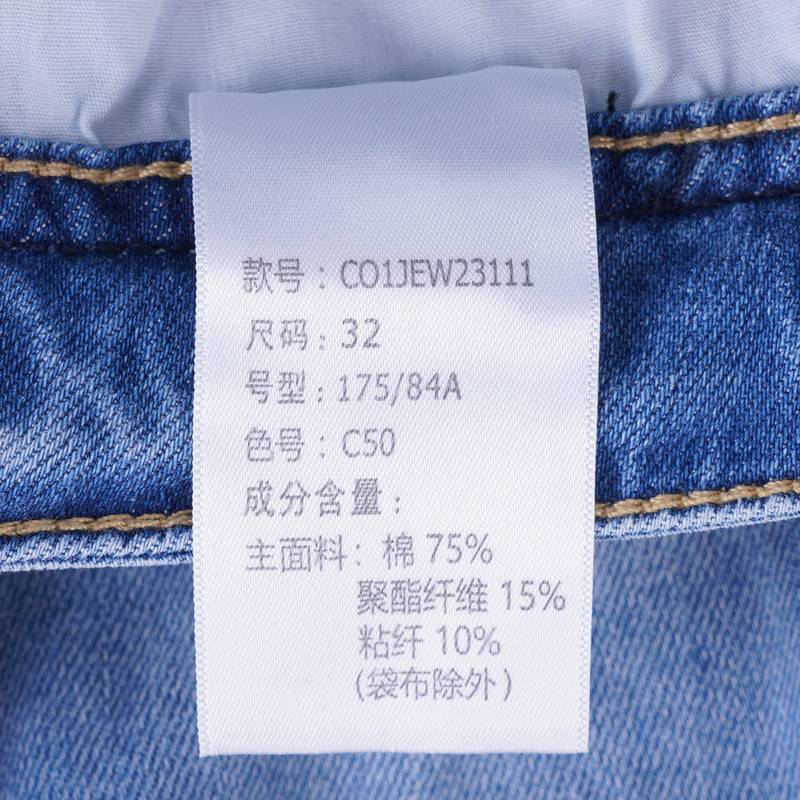 款号：CO1JEW23111
尺码：32
号型：175/84A
色号：C50
成分含量：
主面料：棉 75%
聚酯纤维 15%
粘纤 10%
(袋布除外)